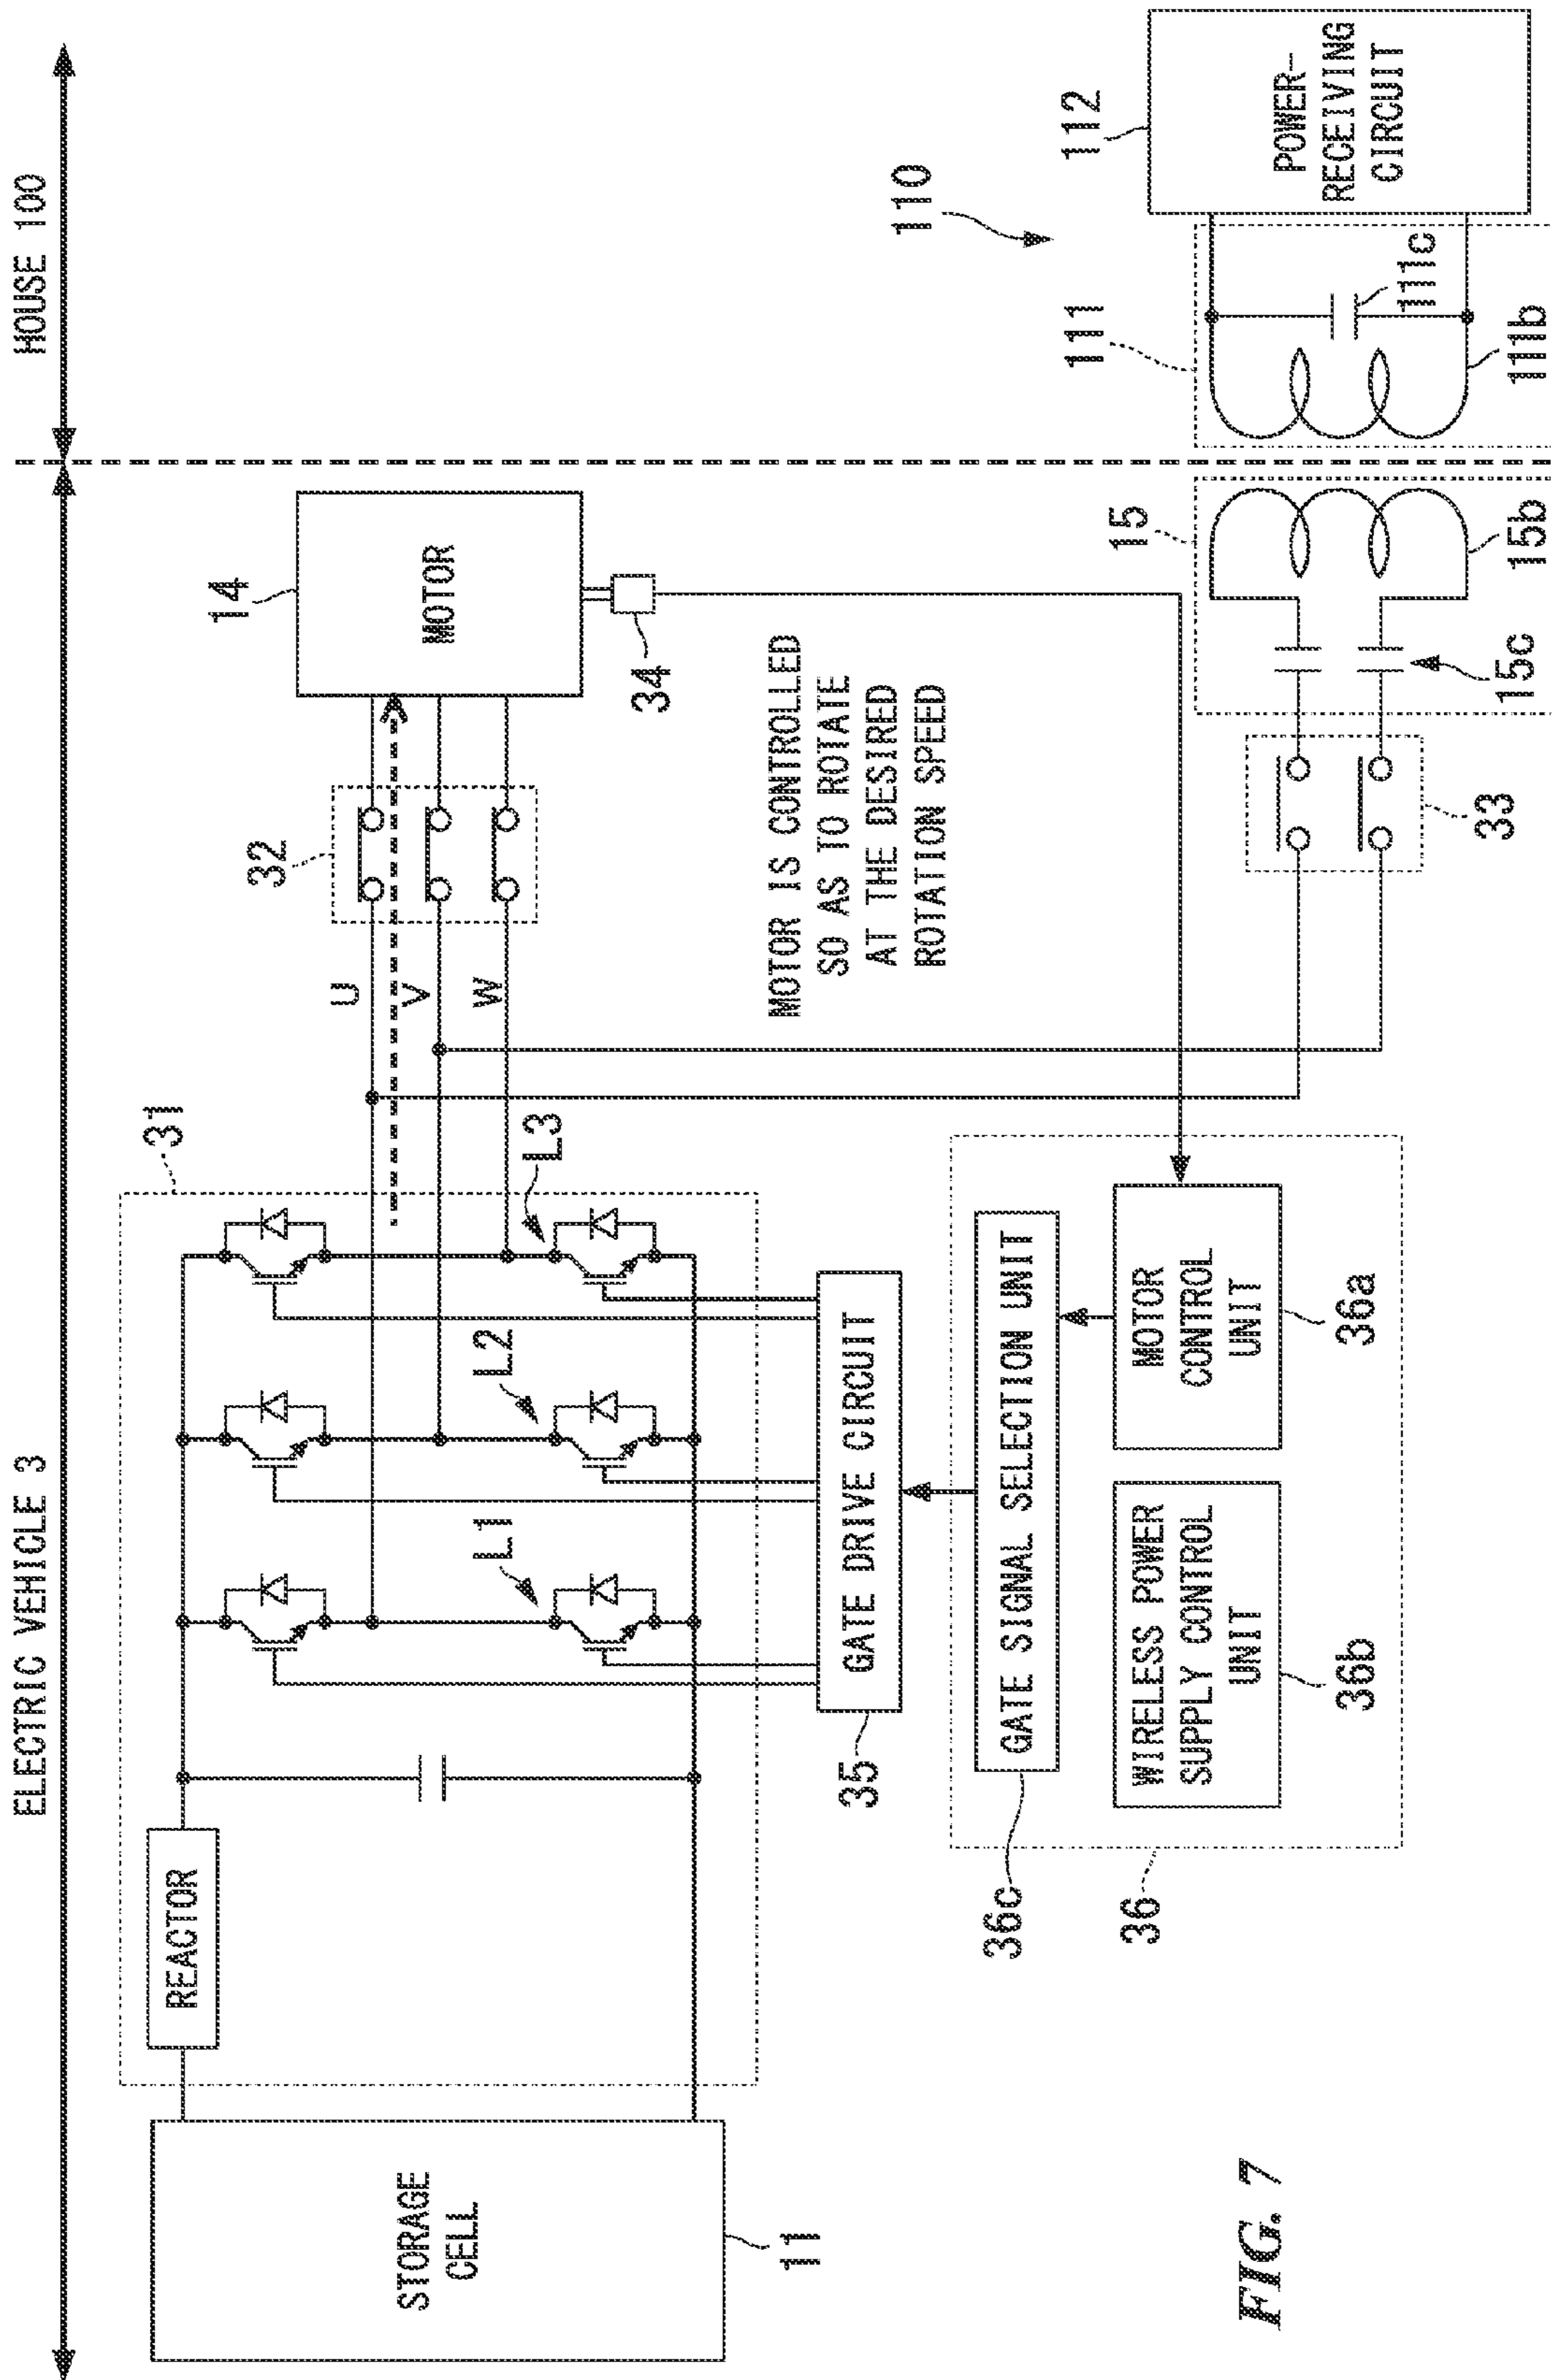 ELECTRIC VEHICLE 3
HOUSE 100
STORAGE
CELL
11
REACTOR
31
L1
L2
L3
U
V
W
32
14
MOTOR
34
MOTOR IS CONTROLLED
SO AS TO ROTATE
AT THE DESIRED
ROTATION SPEED
GATE DRIVE CIRCUIT
35
GATE SIGNAL SELECTION UNIT
36c
WIRELESS POWER
SUPPLY CONTROL
UNIT
36b
MOTOR
CONTROL
UNIT
36a
36
33
15
15c
15b
110
111
111c
111b
112
POWER-
RECEIVING
CIRCUIT
FIG. 7